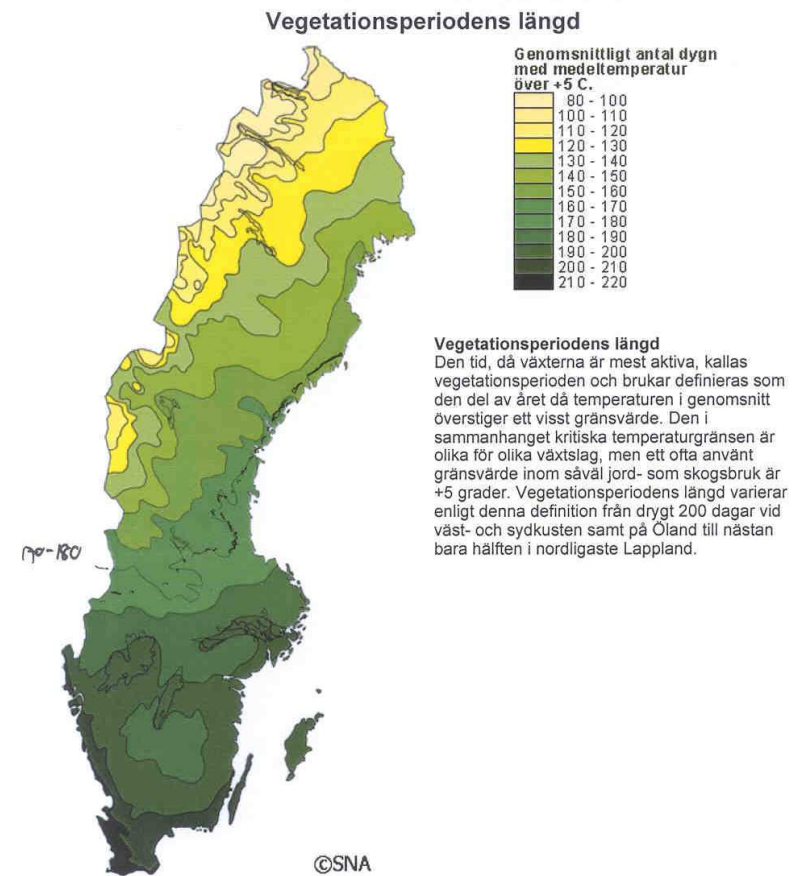 Vegetationsperiodens längd
Genomsnittligt antal dygn
med medeltemperatur
över +5 C.
80 - 100
100 - 110
110 - 120
120 - 130
130 - 140
140 - 150
150 - 160
160 - 170
170 - 180
180 - 190
190 - 200
200 - 210
210 - 220
Vegetationsperiodens längd
Den tid, då växterna är mest aktiva, kallas
vegetationsperioden och brukar definieras som
den del av året då temperaturen i genomsnitt
överstiger ett visst gränsvärde. Den i
sammanhanget kritiska temperaturgränsen är
olika för olika växtslag, men ett ofta använt
gränsvärde inom såväl jord- som skogsbruk är
+5 grader. Vegetationsperiodens längd varierar
enligt denna definition från drygt 200 dagar vid
väst- och sydkusten samt på Öland till nästan
bara hälften i nordligaste Lappland.
170-180
©SNA